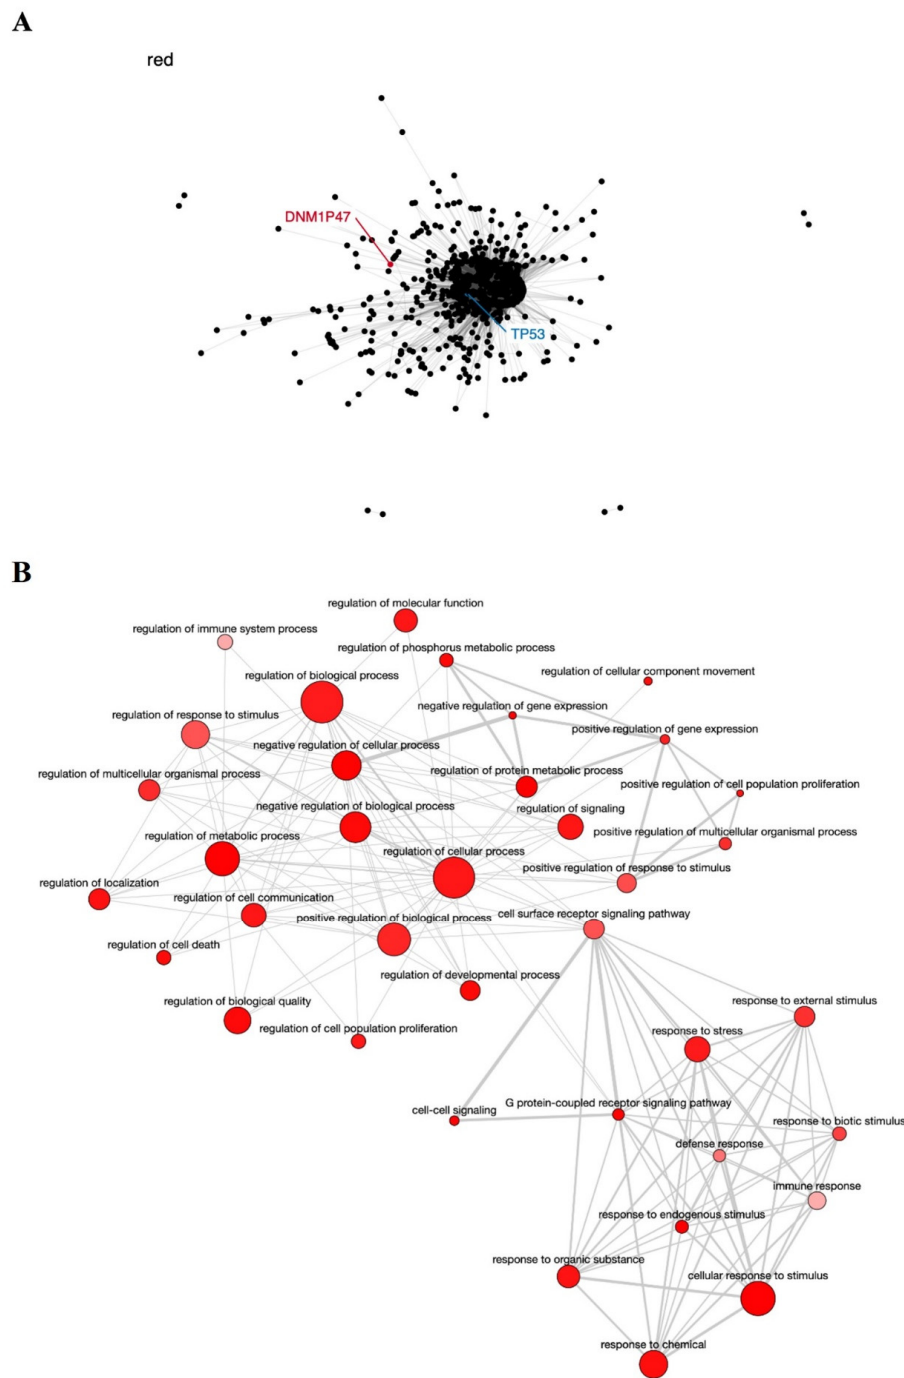 A
red
DNM1P47
TP53
B
regulation of molecular function
regulation of immune system process
regulation of phosphorus metabolic process
regulation of cellular component movement
regulation of biological process
negative regulation of gene expression
regulation of response to stimulus
positive regulation of gene expression
negative regulation of cellular process
regulation of multicellular organismal process
regulation of protein metabolic process
positive regulation of cell population proliferation
negative regulation of biological process
regulation of signaling
regulation of metabolic process
positive regulation of multicellular organismal process
regulation of cellular process
positive regulation of response to stimulus
regulation of localization
regulation of cell communication
positive regulation of biological process
cell surface receptor signaling pathway
regulation of cell death
regulation of developmental process
regulation of biological quality
response to external stimulus
regulation of cell population proliferation
response to stress
cell-cell signaling
G protein-coupled receptor signaling pathway
response to biotic stimulus
defense response
immune response
response to endogenous stimulus
response to organic substance
cellular response to stimulus
response to chemical